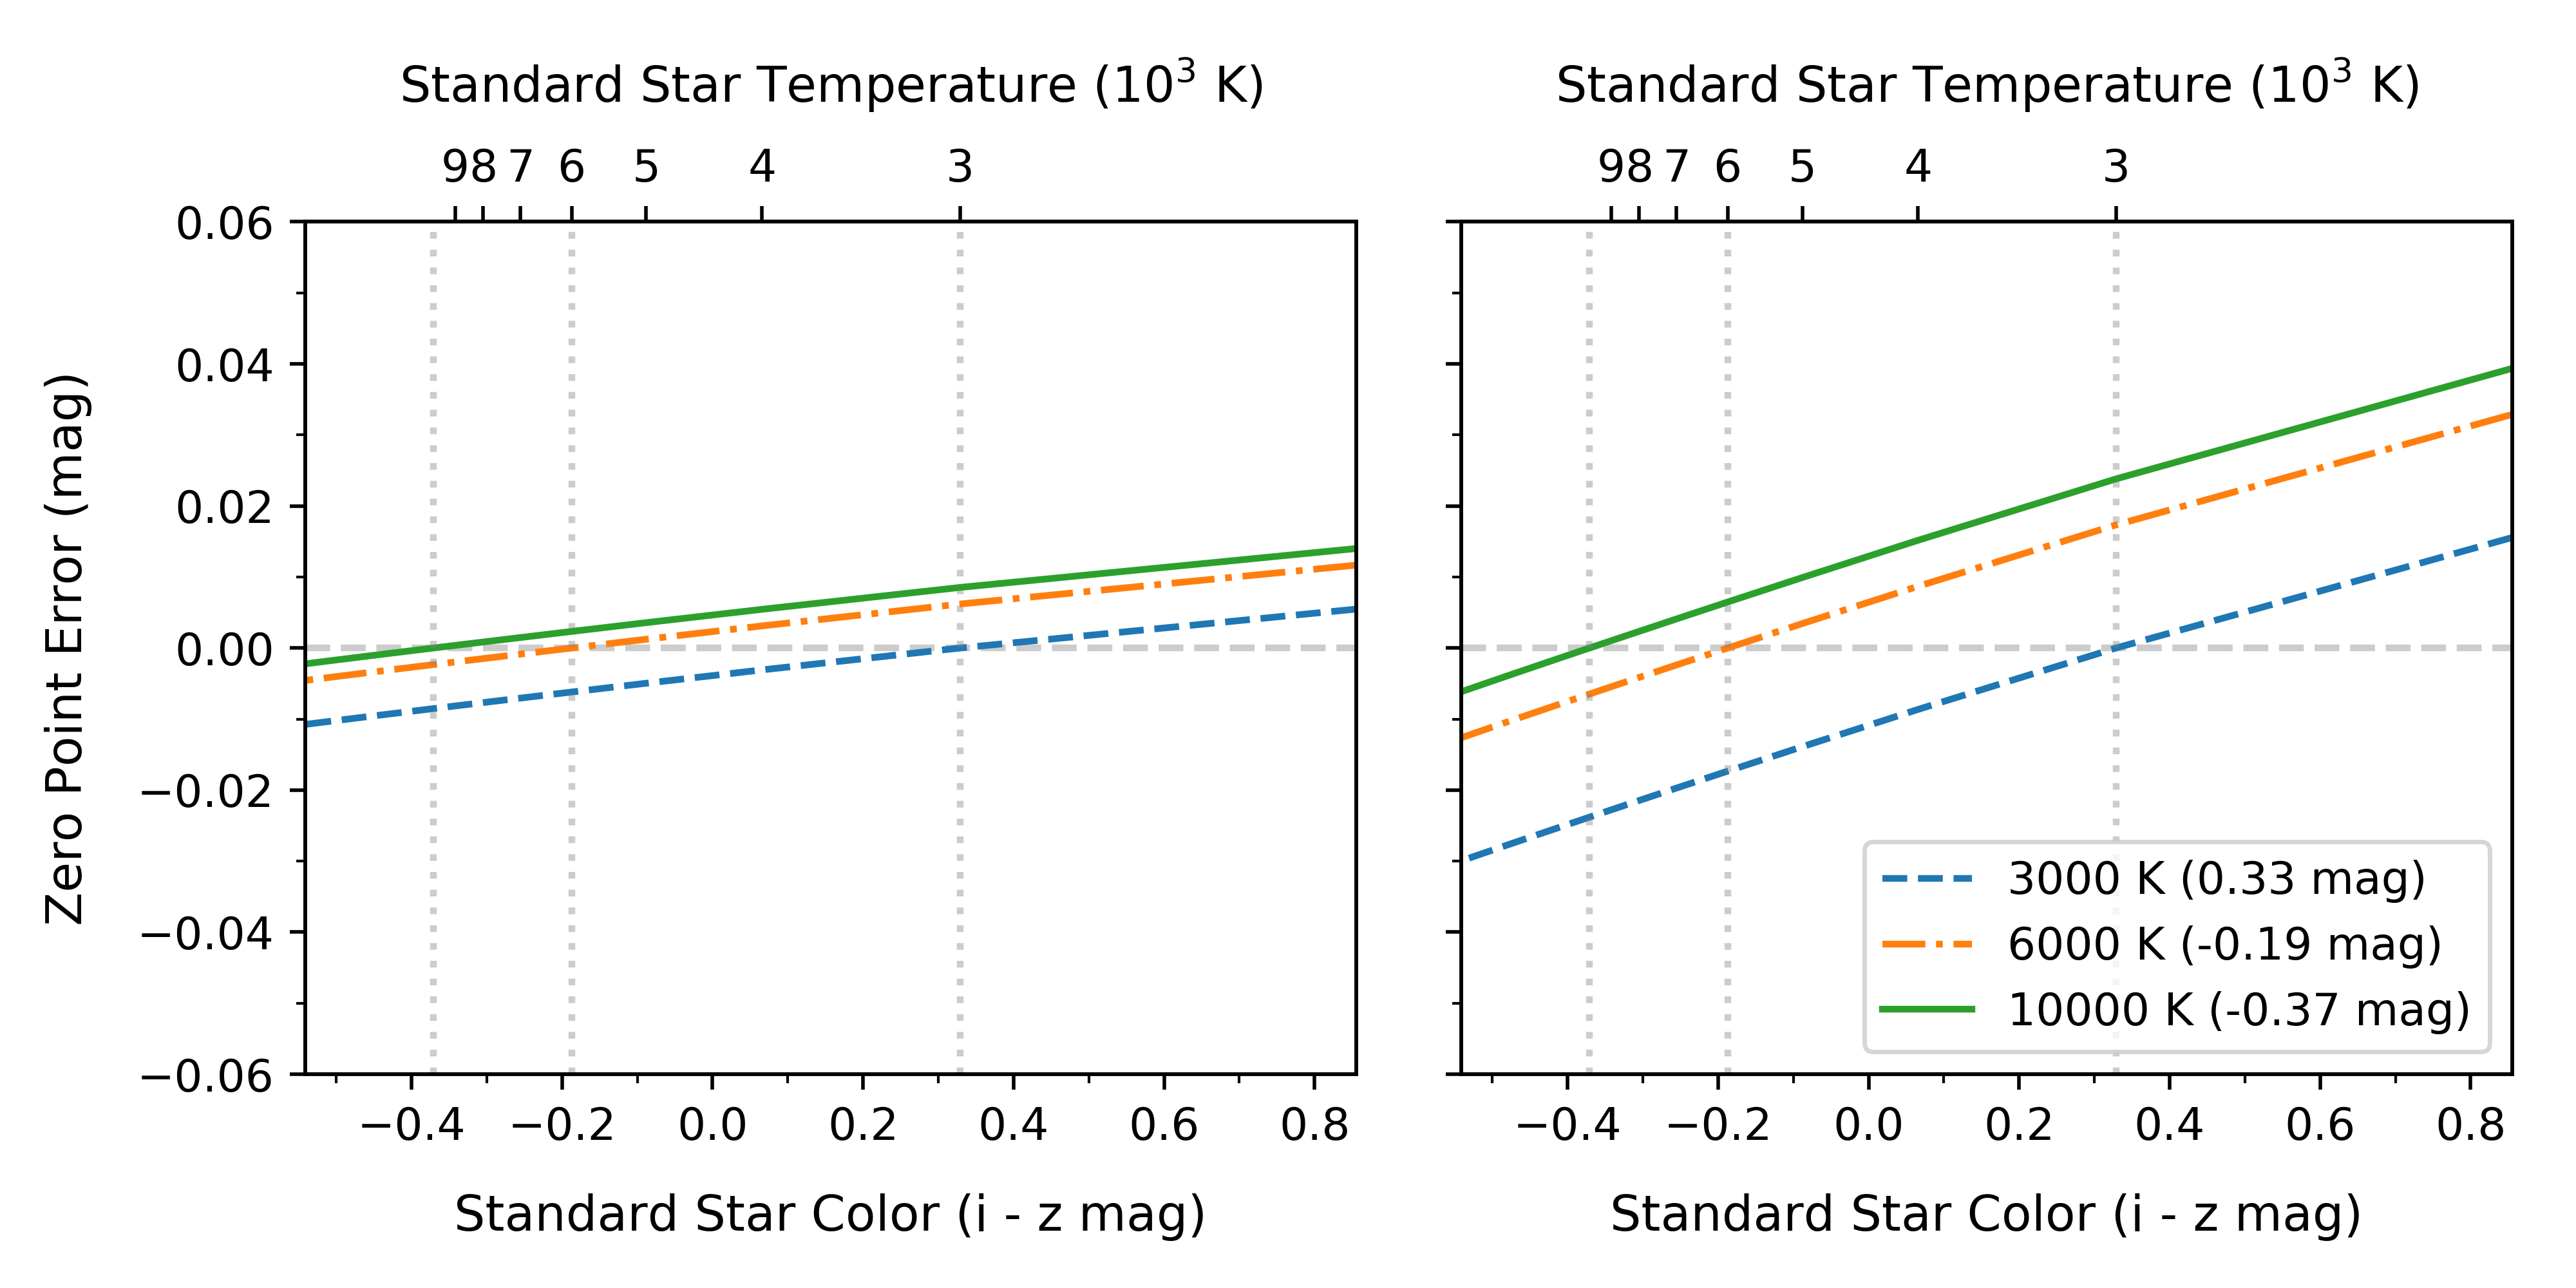 Standard Star Temperature (10³ K)
9 8 7 6 5 4 3
0.06
0.04
0.02
0.00
−0.02
−0.04
−0.06
Zero Point Error (mag)
−0.4 −0.2 0.0 0.2 0.4 0.6 0.8
Standard Star Color (i - z mag)
Standard Star Temperature (10³ K)
9 8 7 6 5 4 3
3000 K (0.33 mag)
6000 K (-0.19 mag)
10000 K (-0.37 mag)
−0.4 −0.2 0.0 0.2 0.4 0.6 0.8
Standard Star Color (i - z mag)